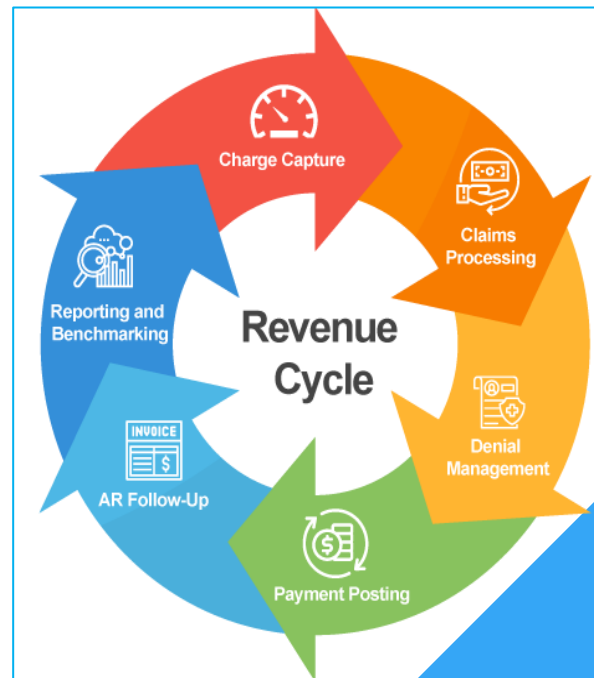 Charge Capture
Claims
Processing
Denial
Management
Payment Posting
INVOICE
$
AR Follow-Up
Reporting and
Benchmarking
Revenue
Cycle
$